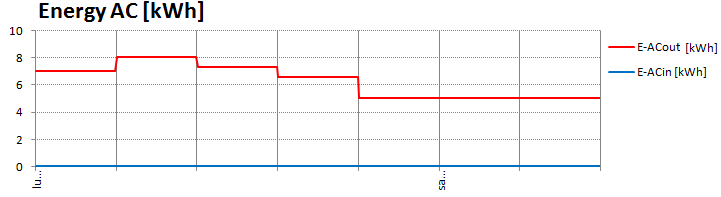 Energy AC [kWh]
10
8
6
4
2
0
lu...
sa...
E-ACout [kWh]
E-ACin [kWh]